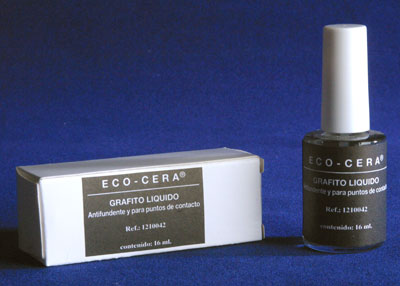 ECO-CERA®
GRAFITO LIQUIDO
Antifundente y para puntos de contacto
Ref.: 1210042
contenido: 16 ml.
ECO-CERA®
GRAFITO LIQUIDO
Antifundente y para puntos de contacto
Ref.: 1210042
contenido: 16 ml.